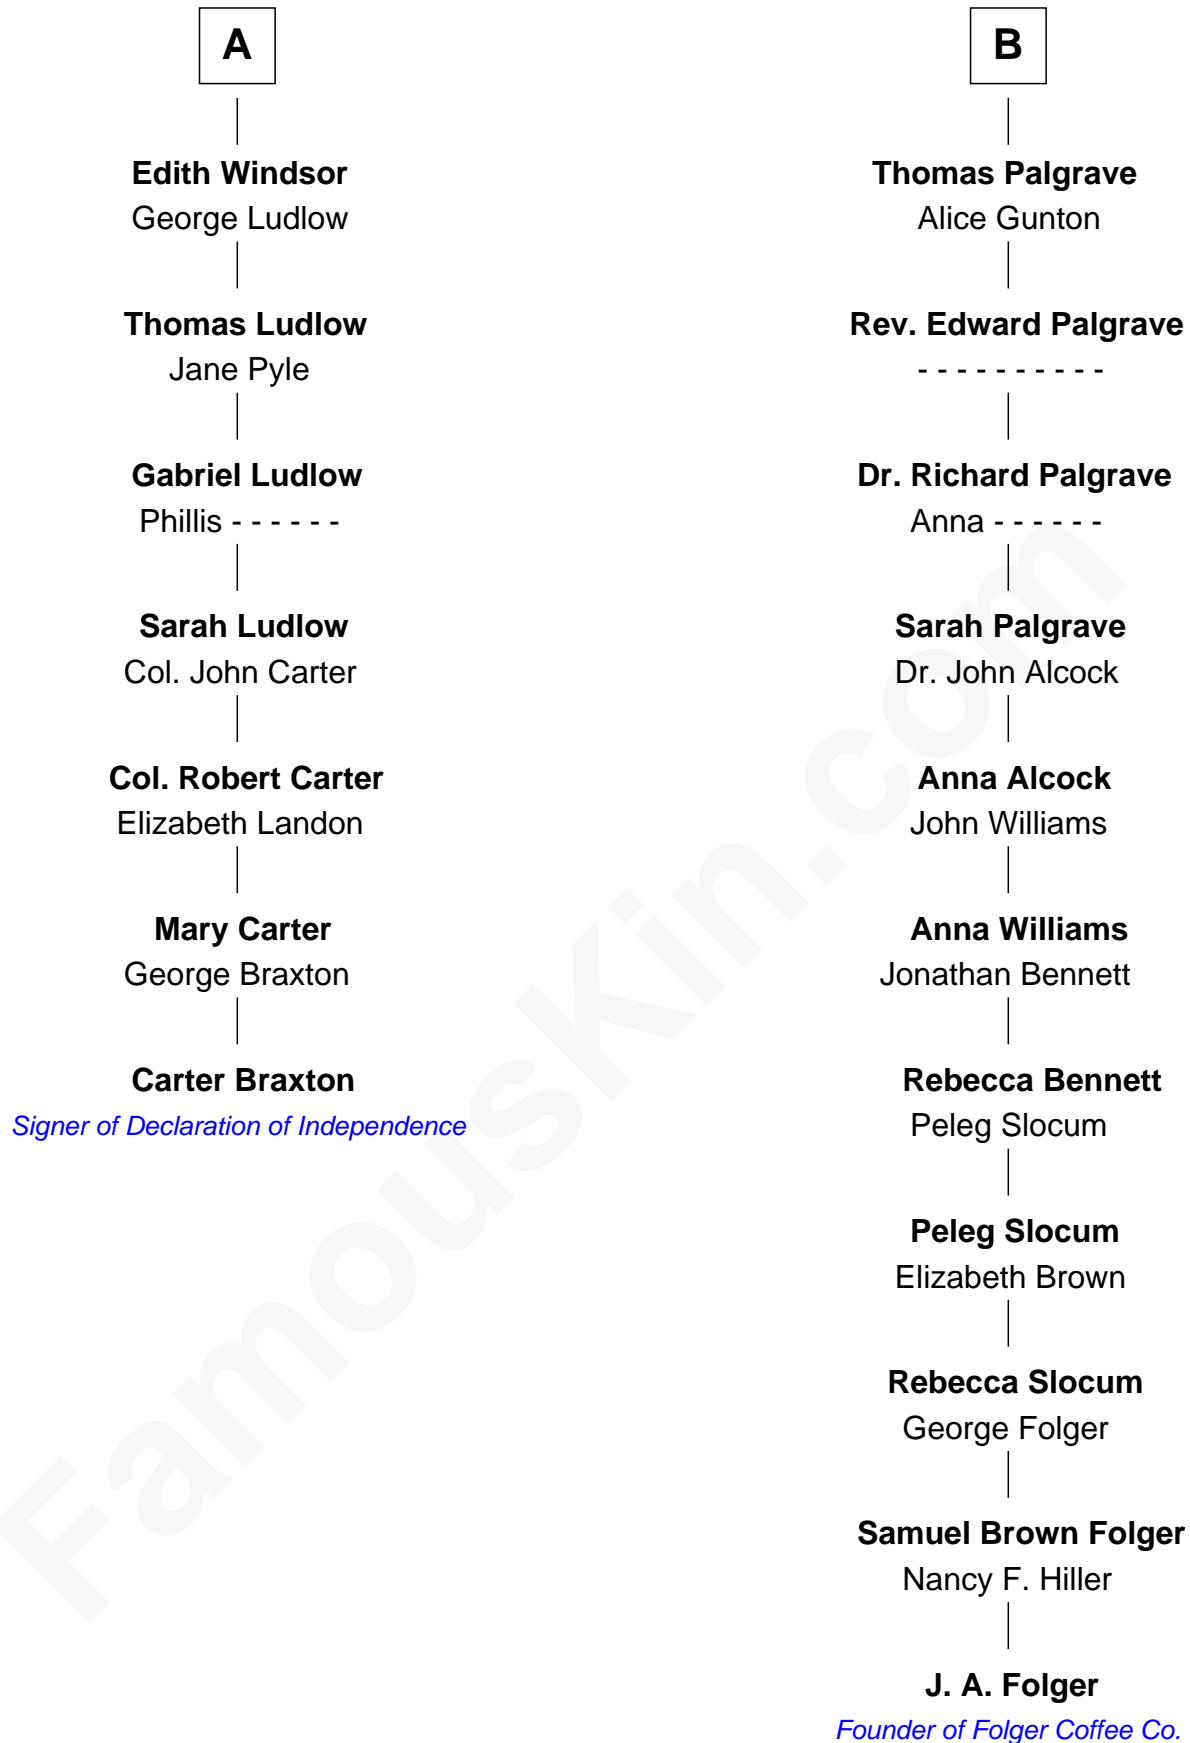 A
Edith Windsor
George Ludlow
Thomas Ludlow
Jane Pyle
Gabriel Ludlow
Phillis - - - - - -
Sarah Ludlow
Col. John Carter
Col. Robert Carter
Elizabeth Landon
Mary Carter
George Braxton
Carter Braxton
Signer of Declaration of Independence
B
Thomas Palgrave
Alice Gunton
Rev. Edward Palgrave
- - - - - - - - - -
Dr. Richard Palgrave
Anna - - - - - -
Sarah Palgrave
Dr. John Alcock
Anna Alcock
John Williams
Anna Williams
Jonathan Bennett
Rebecca Bennett
Peleg Slocum
Peleg Slocum
Elizabeth Brown
Rebecca Slocum
George Folger
Samuel Brown Folger
Nancy F. Hiller
J. A. Folger
Founder of Folger Coffee Co.
FamousKin.com